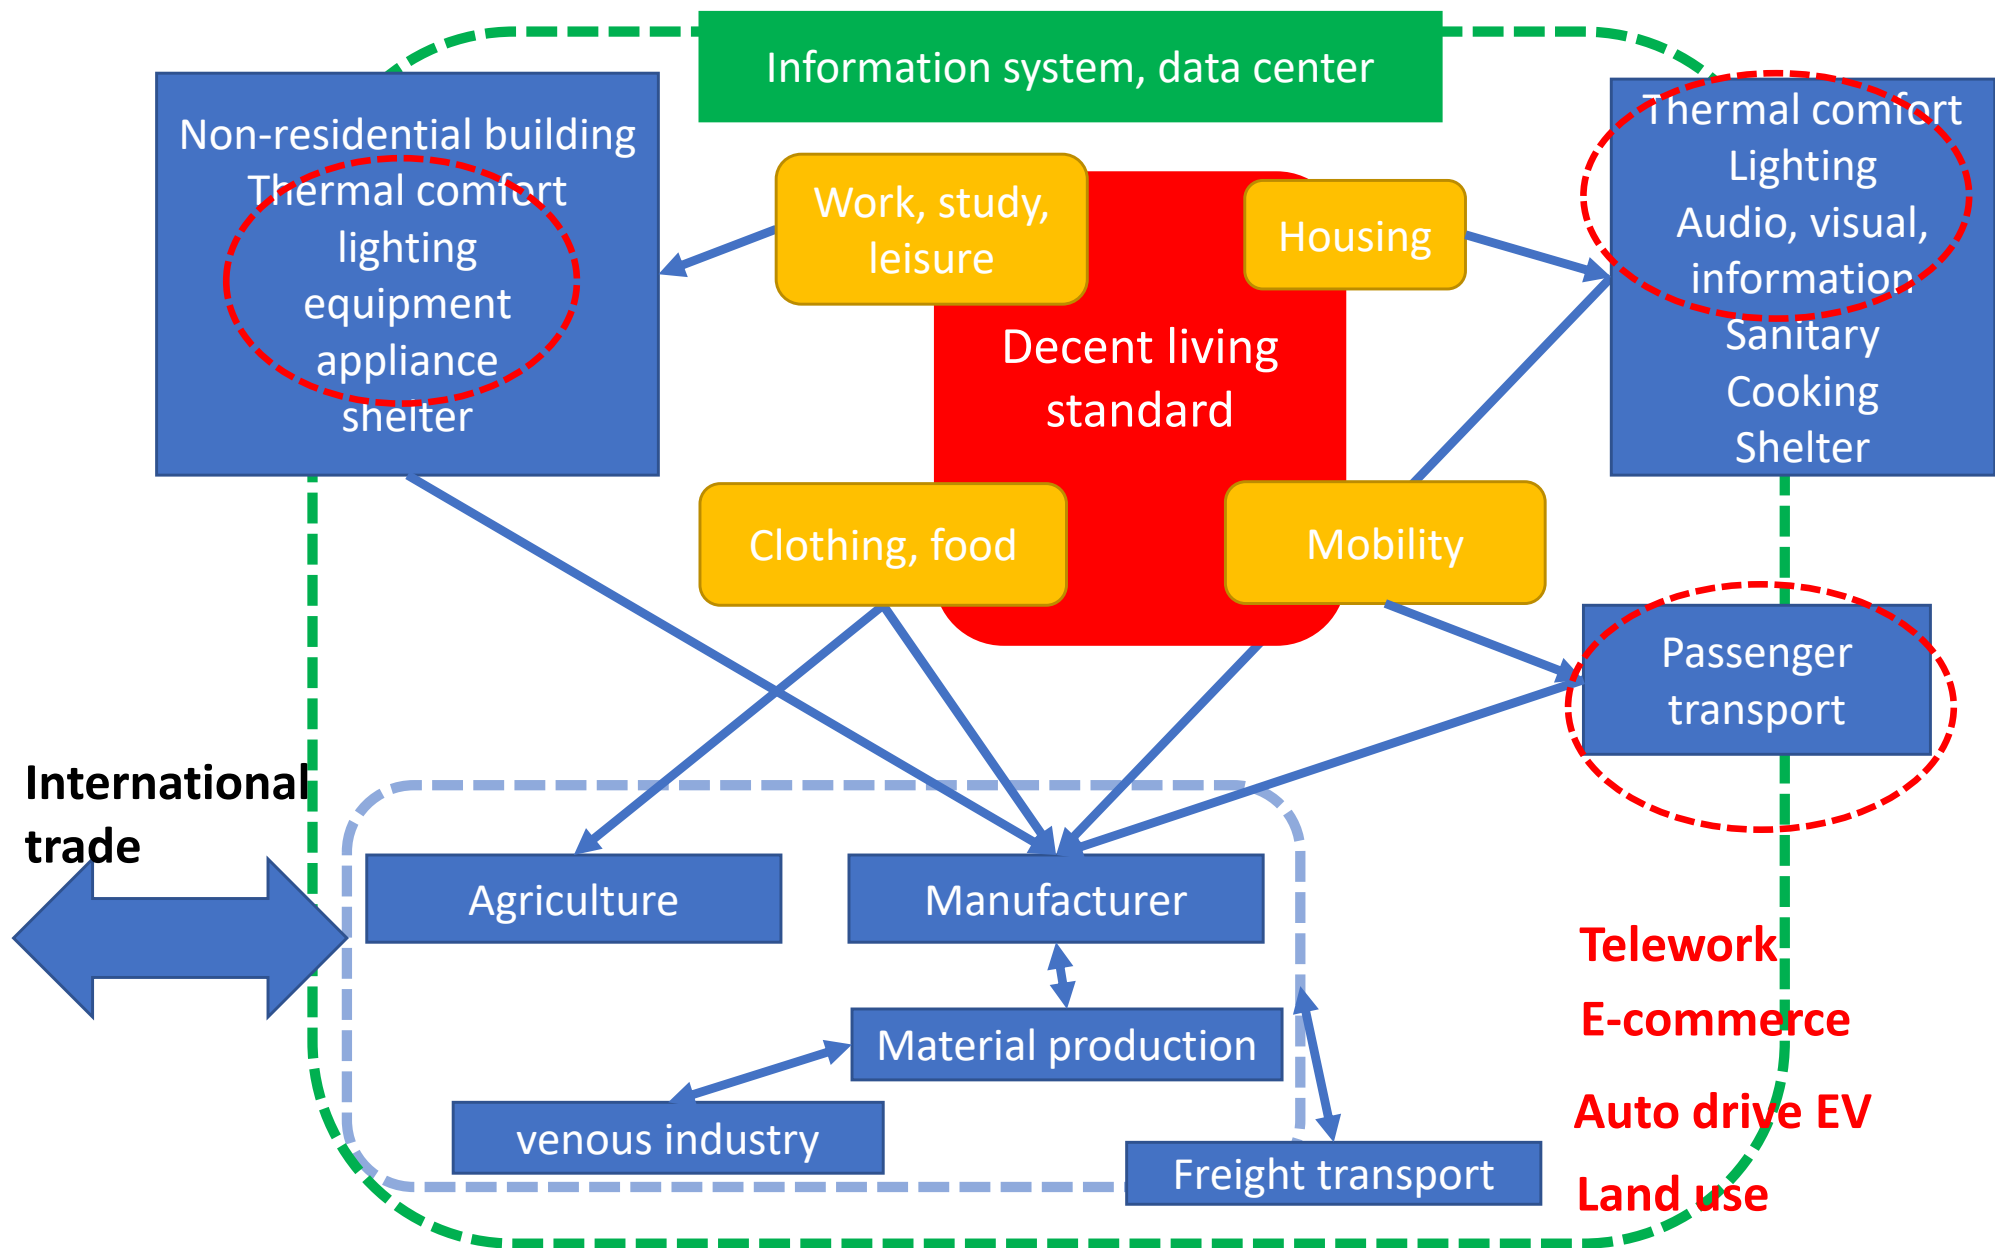 Information system, data center
Non-residential building
Thermal comfort
lighting
equipment
appliance
shelter
Work, study,
leisure
Housing
Thermal comfort
Lighting
Audio, visual,
information
Sanitary
Cooking
Shelter
Decent living
standard
Clothing, food
Mobility
Passenger
transport
International
trade
Agriculture
Manufacturer
Material production
venous industry
Freight transport
Telework
E-commerce
Auto drive EV
Land use